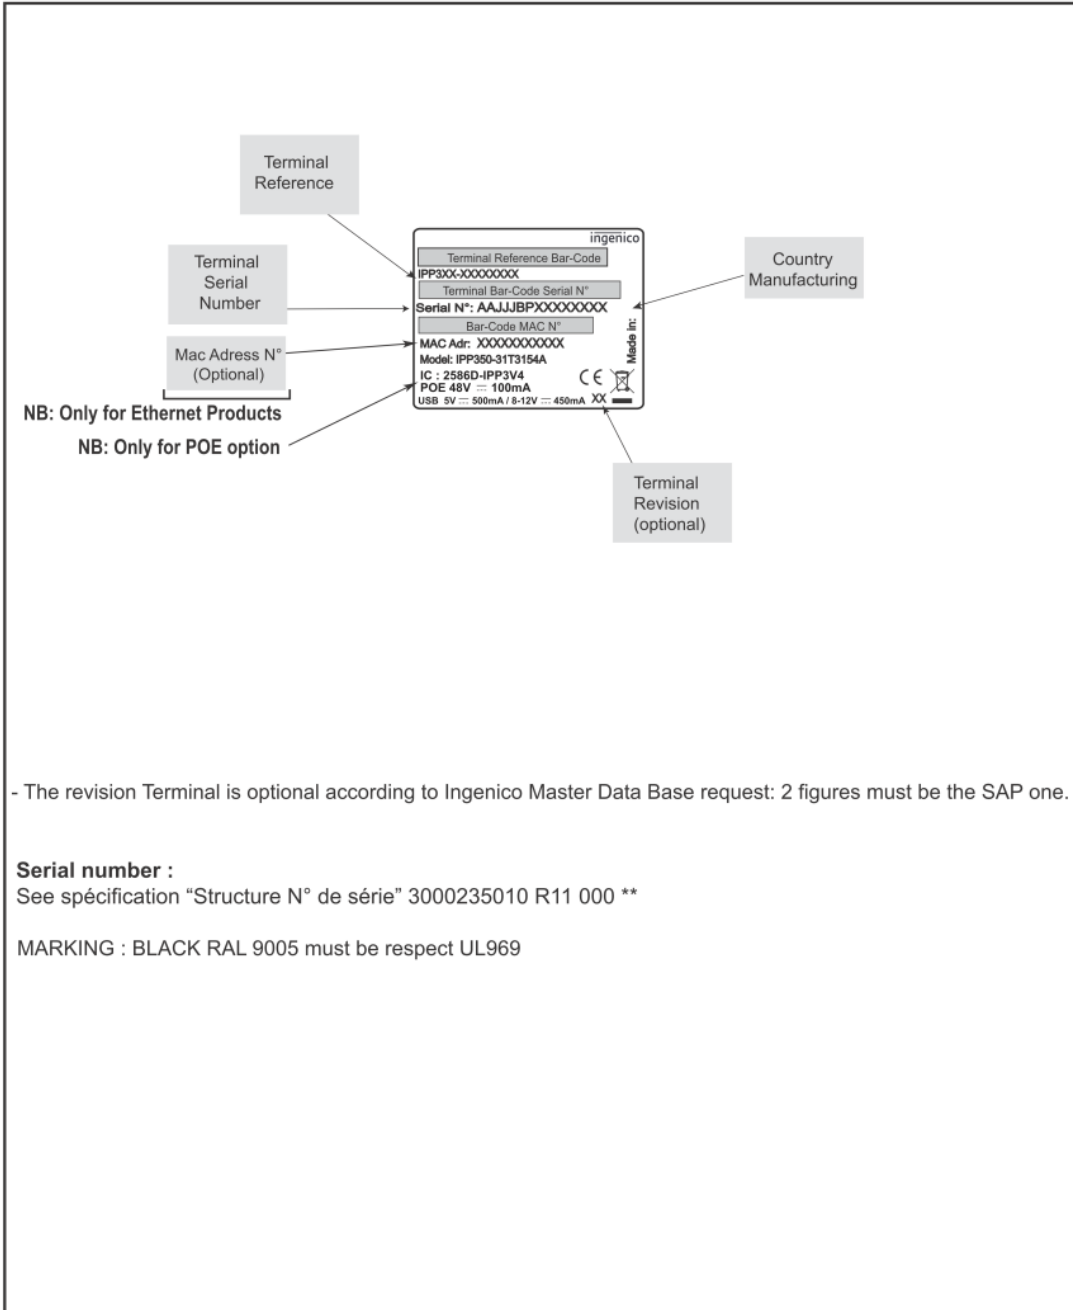 Terminal
Reference
Terminal
Serial
Number
Mac Adress N°
(Optional)
NB: Only for Ethernet Products
NB: Only for POE option
ingenico
Terminal Reference Bar-Code
IPP3XX-XXXXXXXX
Terminal Bar-Code Serial N°
Serial N°: AAJJJBPXXXXXXXX
Bar-Code MAC N°
MAC Adr: XXXXXXXXXXX
Model: IPP350-31T3154A
IC : 2586D-IPP3V4
POE 48V ⎓ 100mA
USB 5V ⎓ 500mA / 8-12V ⎓ 450mA XX
CE
Made in:
Country
Manufacturing
Terminal
Revision
(optional)
- The revision Terminal is optional according to Ingenico Master Data Base request: 2 figures must be the SAP one.
Serial number :
See spécification “Structure N° de série” 3000235010 R11 000 **
MARKING : BLACK RAL 9005 must be respect UL969